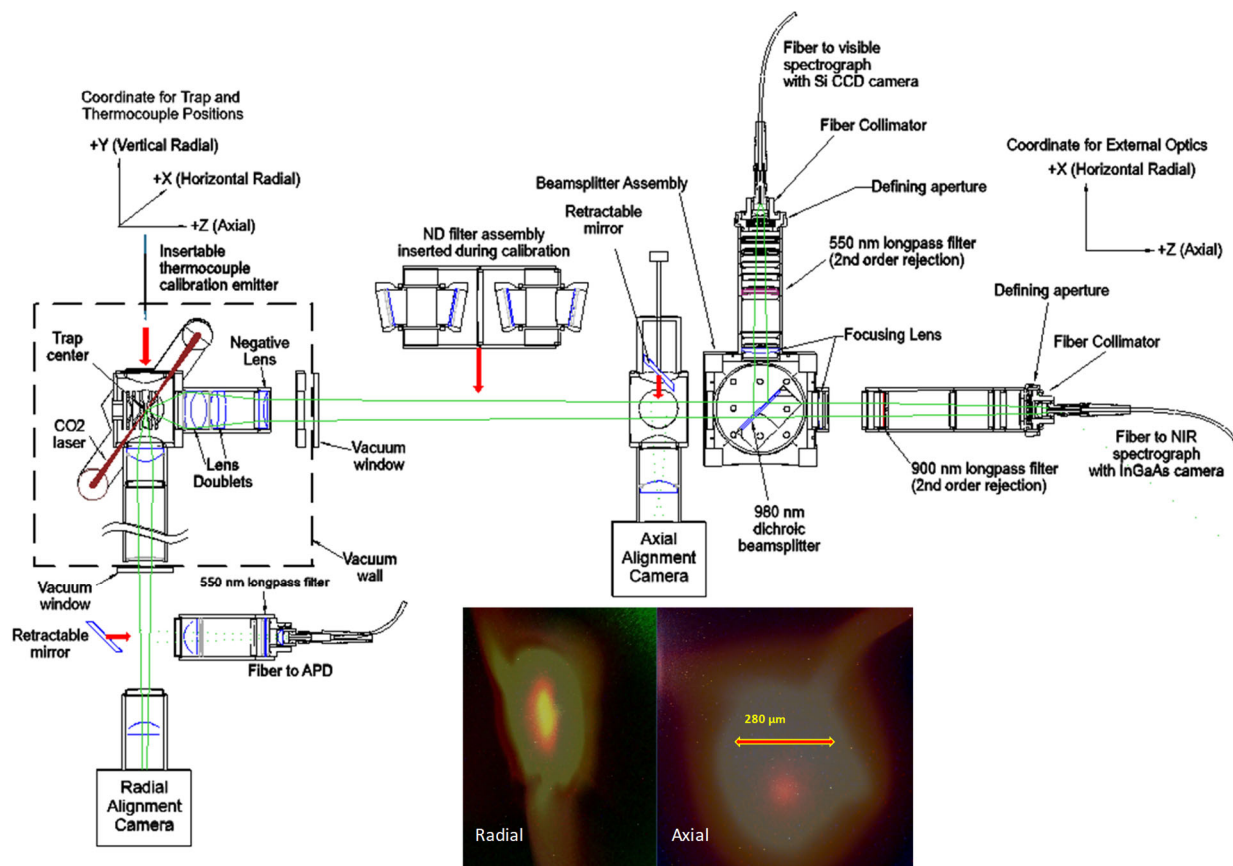 Coordinate for Trap and
Thermocouple Positions
+Y (Vertical Radial)
+X (Horizontal Radial)
+Z (Axial)
Insertable
thermocouple
calibration emitter
Trap
center
CO2
laser
Negative
Lens
Lens
Doublets
Vacuum
window
Vacuum
wall
Vacuum
window
550 nm longpass filter
Retractable
mirror
Fiber to APD
Radial
Alignment
Camera
ND filter assembly
inserted during calibration
Beamsplitter Assembly
Retractable
mirror
Axial
Alignment
Camera
Fiber to visible
spectrograph
with Si CCD camera
Fiber Collimator
Defining aperture
550 nm longpass filter
(2nd order rejection)
Focusing Lens
980 nm
dichroic
beamsplitter
Coordinate for External Optics
+X (Horizontal Radial)
+Z (Axial)
Defining aperture
Fiber Collimator
Fiber to NIR
spectrograph
with InGaAs camera
900 nm longpass filter
(2nd order rejection)
280 µm
Radial
Axial